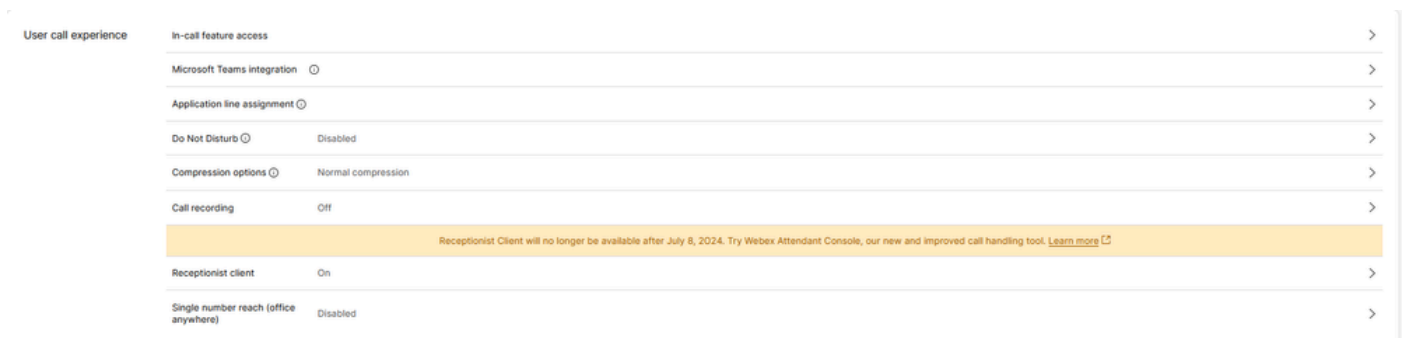 User call experience
In-call feature access
Microsoft Teams integration
Application line assignment
Do Not Disturb
Disabled
Compression options
Normal compression
Call recording
Off
Receptionist Client will no longer be available after July 8, 2024. Try Webex Attendant Console, our new and improved call handling tool. Learn more
Receptionist client
On
Single number reach (office
anywhere)
Disabled